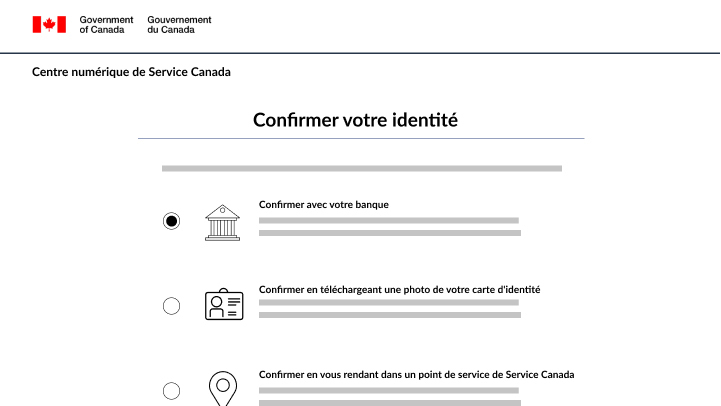 Government
of Canada
Gouvernement
du Canada
Centre numérique de Service Canada
Confirmer votre identité
Confirmer avec votre banque
Confirmer en téléchargeant une photo de votre carte d'identité
Confirmer en vous rendant dans un point de service de Service Canada